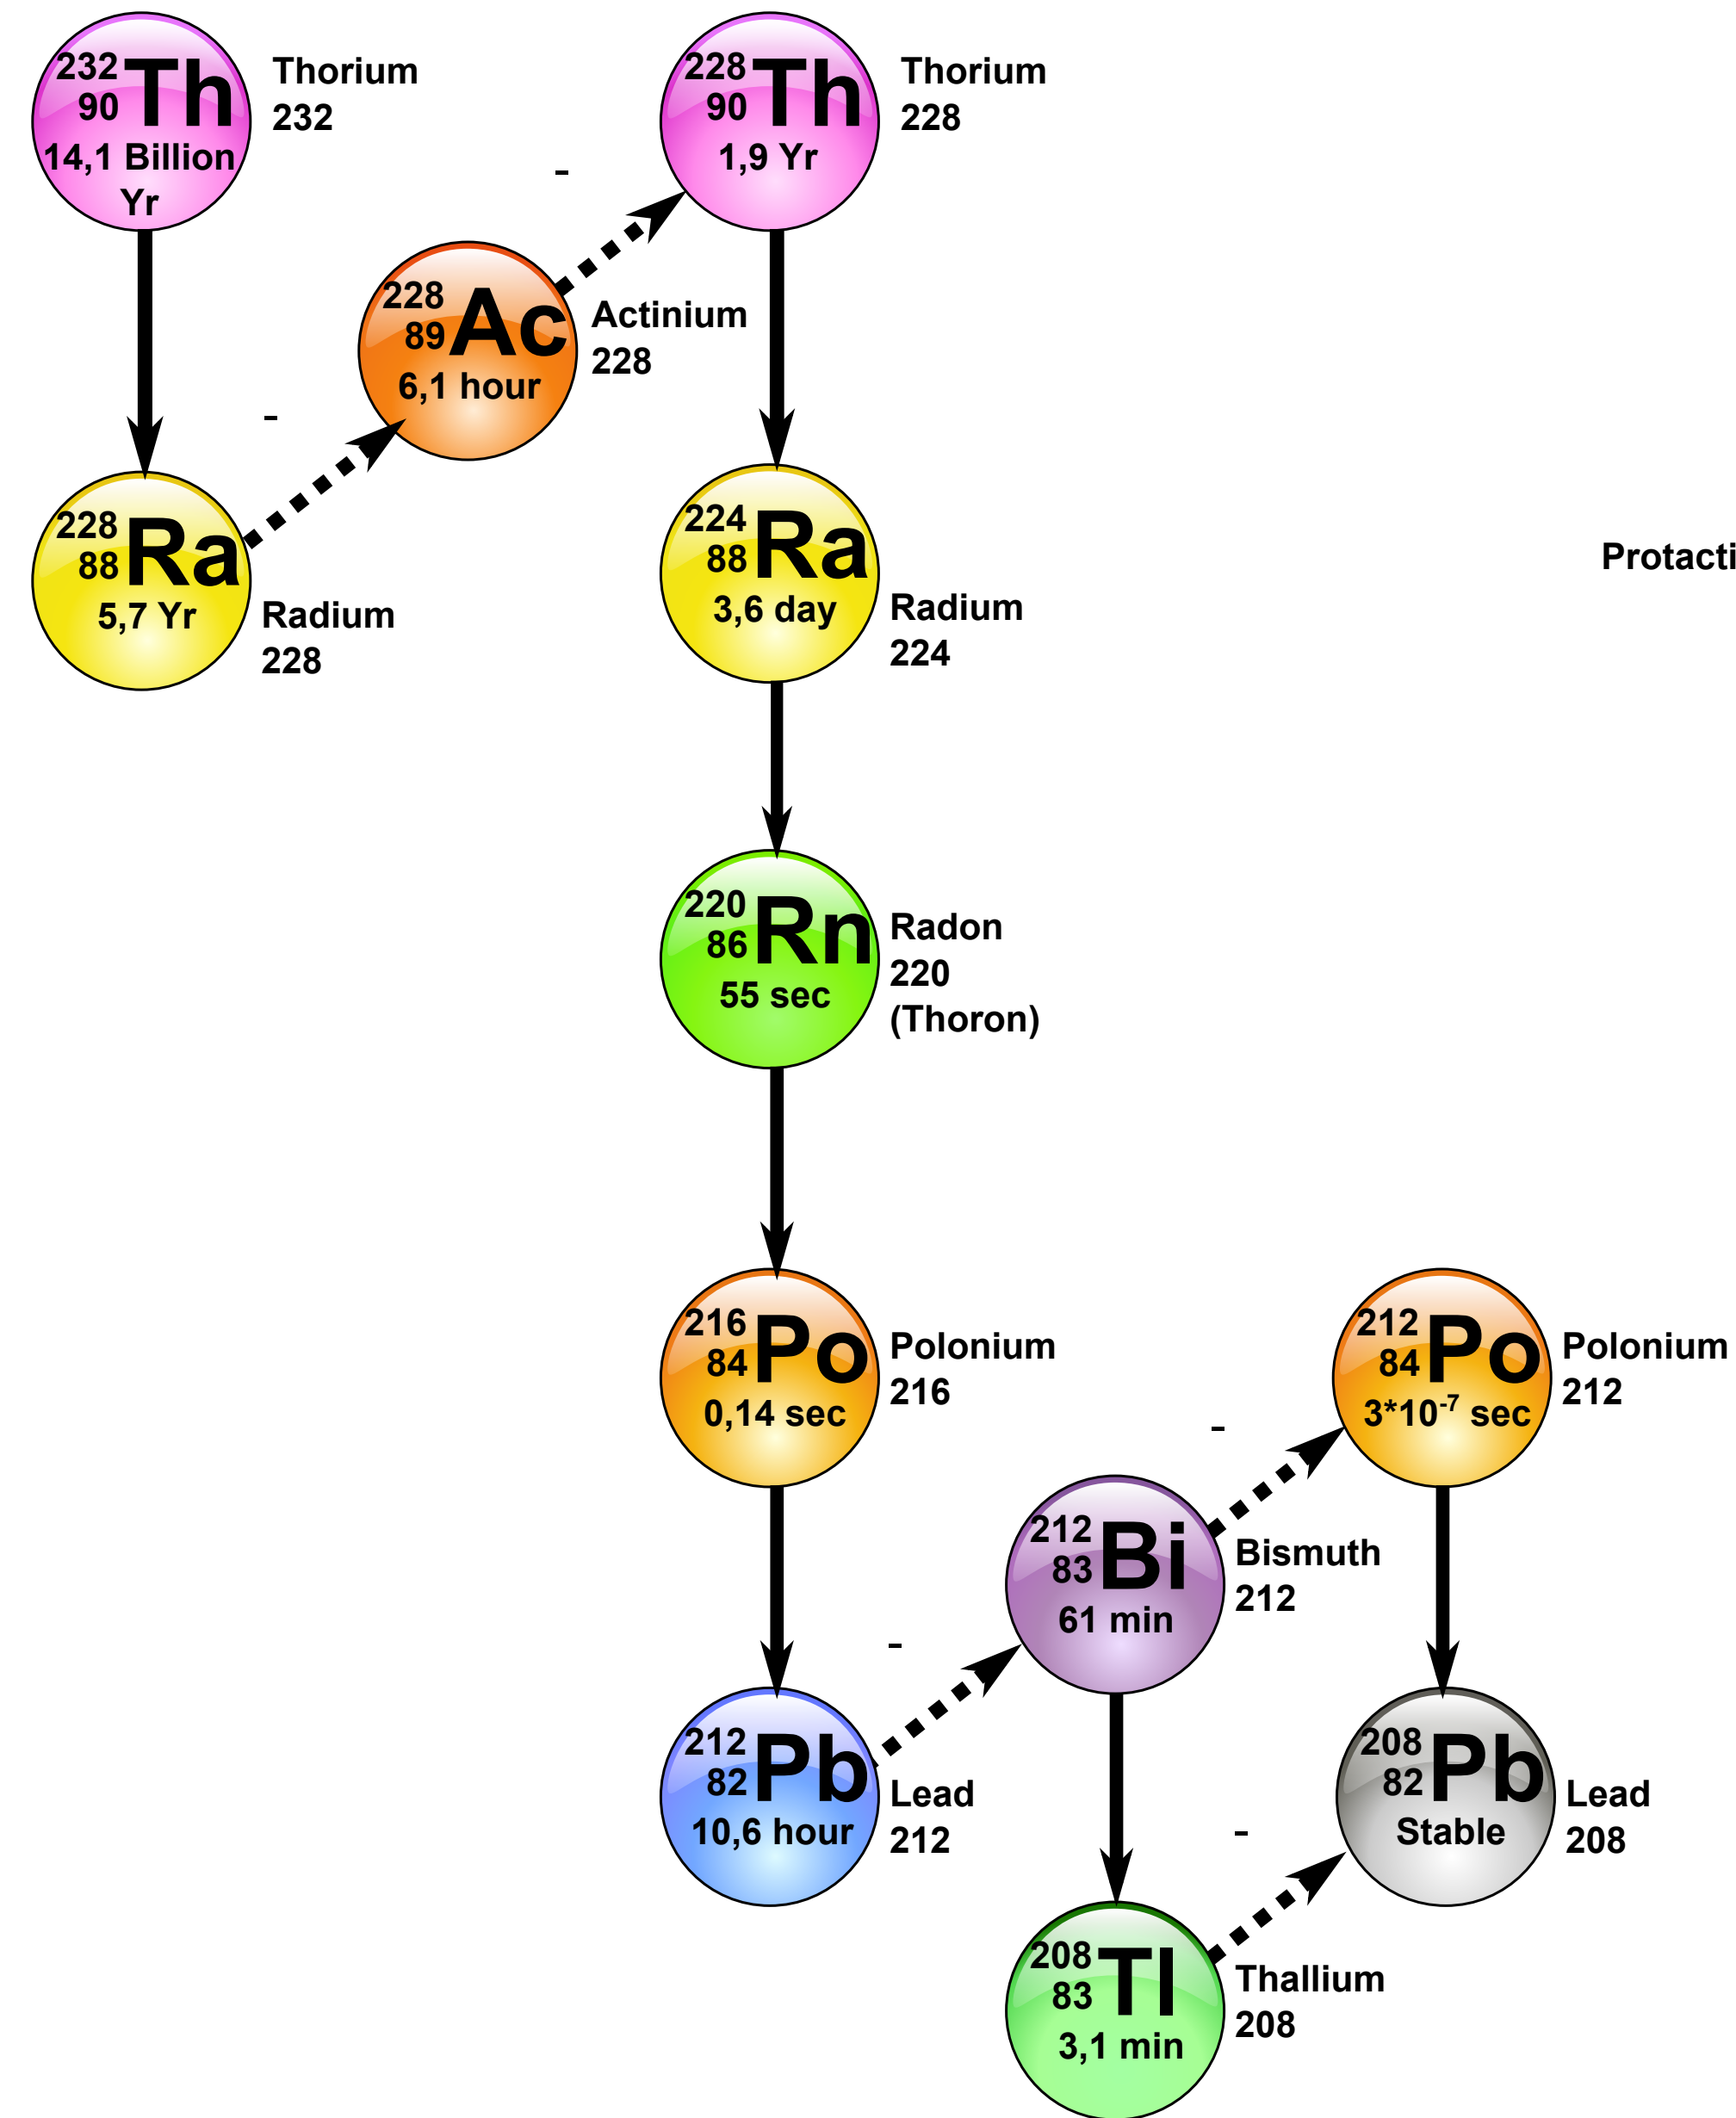 232
90
Th
14,1 Billion
Yr
Thorium
232
228
90
Th
1,9 Yr
Thorium
228
-
228
89
Ac
6,1 hour
Actinium
228
-
228
88
Ra
5,7 Yr
Radium
228
224
88
Ra
3,6 day
Radium
224
Protacti
220
86
Rn
55 sec
Radon
220
(Thoron)
216
84
Po
0,14 sec
Polonium
216
212
84
Po
3*10⁻⁷ sec
Polonium
212
-
212
83
Bi
61 min
Bismuth
212
-
212
82
Pb
10,6 hour
Lead
212
208
82
Pb
Stable
Lead
208
-
208
83
Tl
3,1 min
Thallium
208